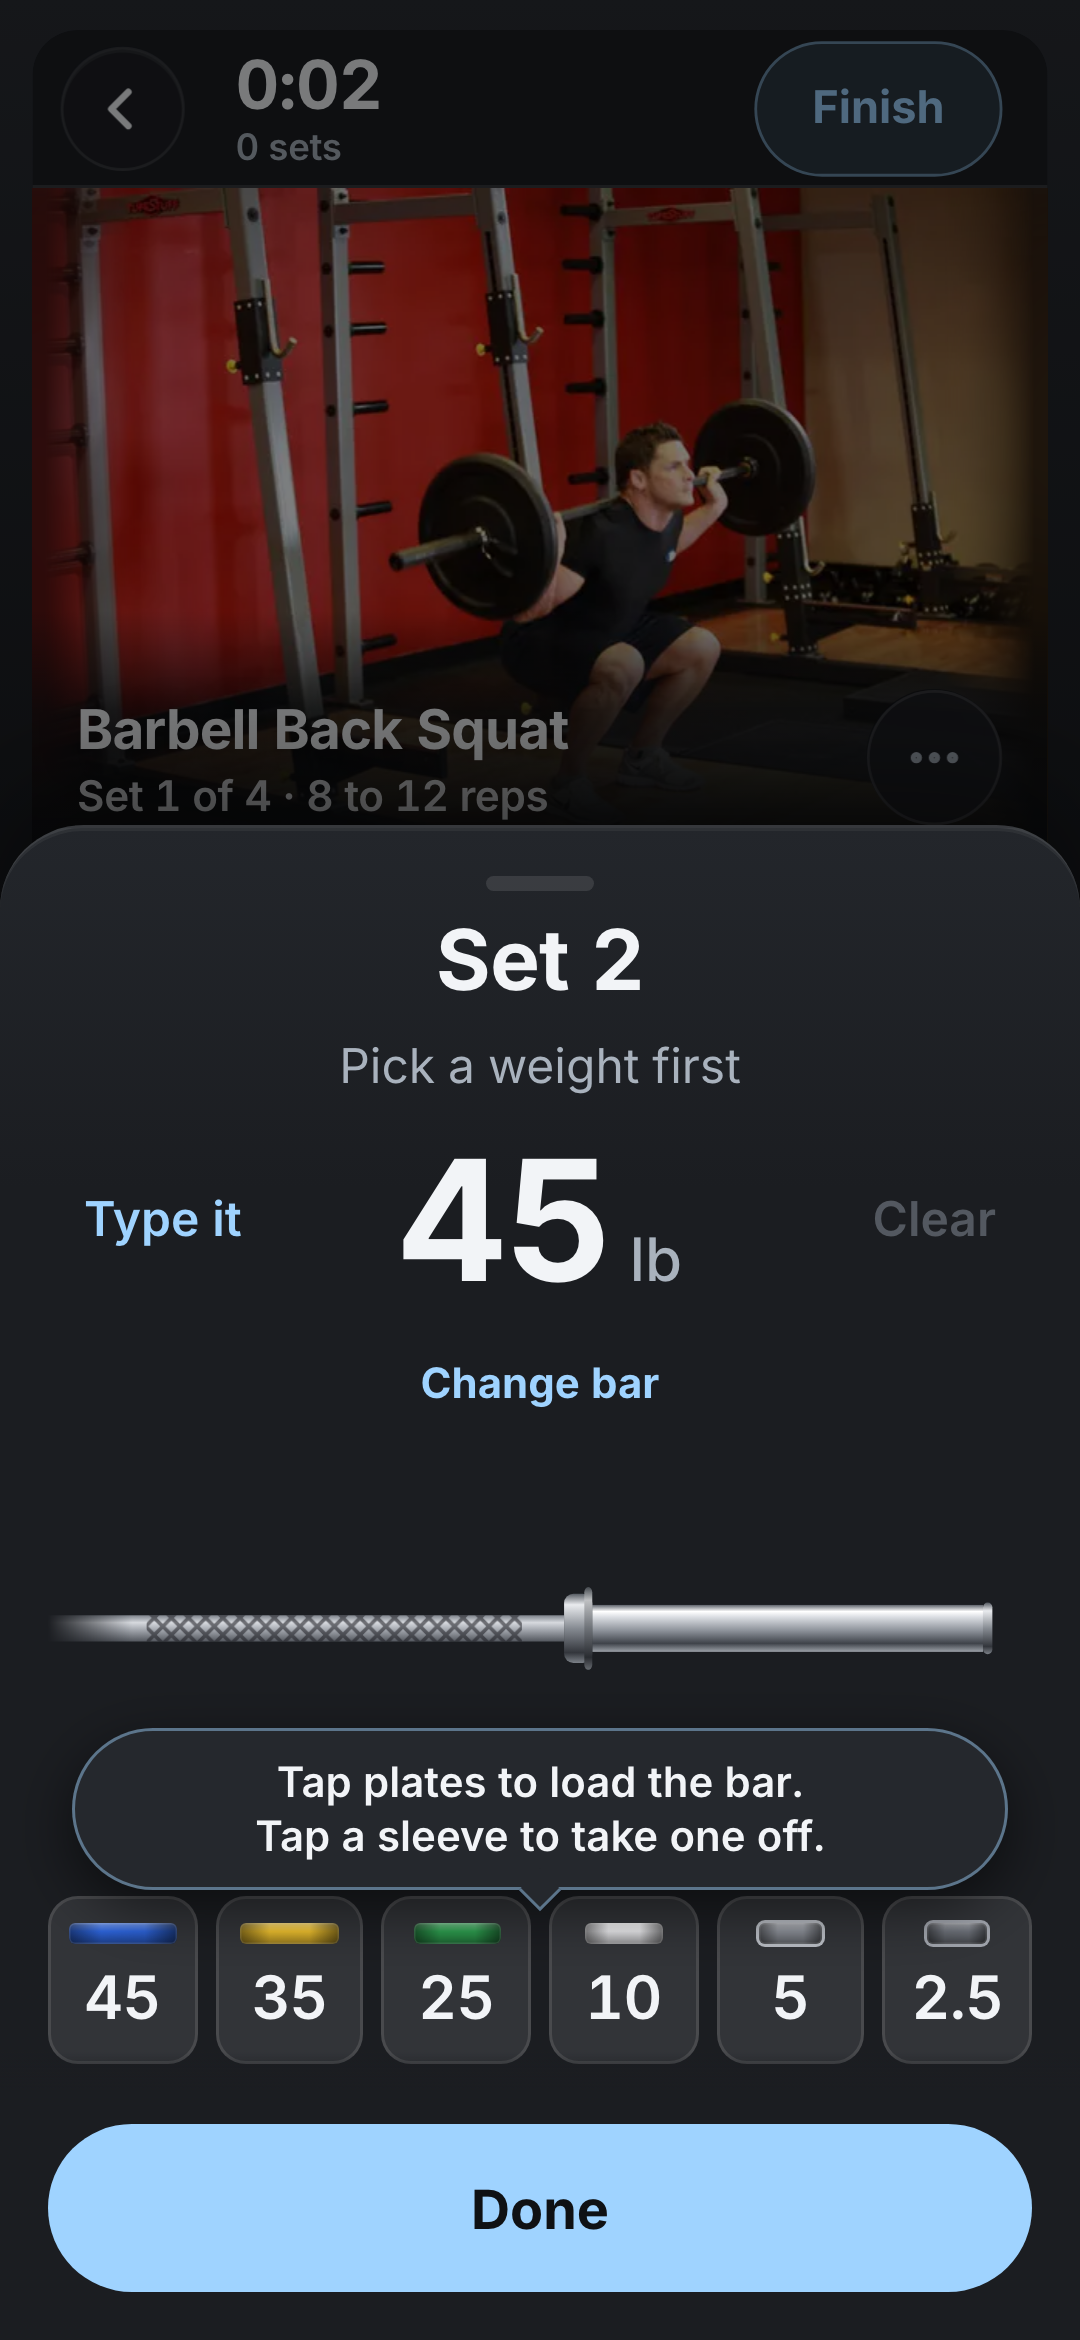 0:02
0 sets
Finish
Barbell Back Squat
Set 1 of 4 · 8 to 12 reps
Set 2
Pick a weight first
Type it
45 lb
Clear
Change bar
Tap plates to load the bar.
Tap a sleeve to take one off.
45
35
25
10
5
2.5
Done